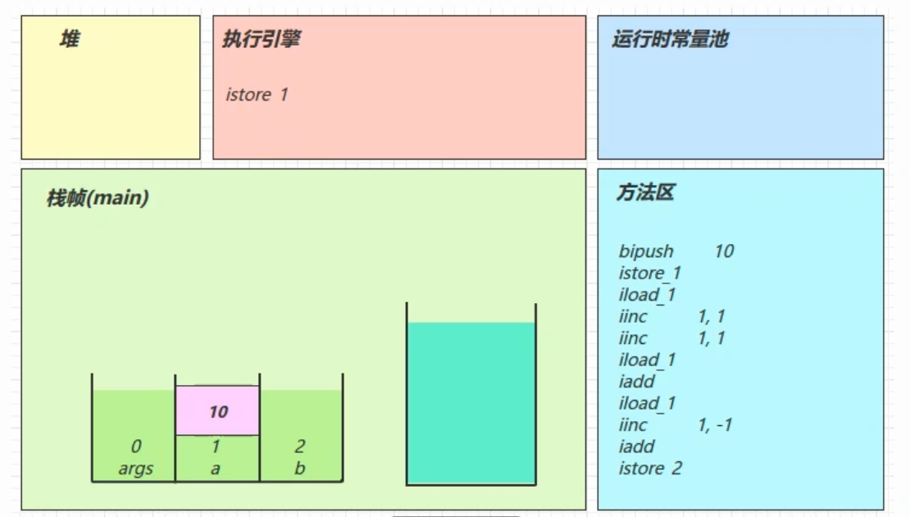 堆
执行引擎
istore 1
运行时常量池
栈帧(main)
10
0 1 2
args a b
方法区
bipush 10
istore_1
iload_1
iinc 1, 1
iinc 1, 1
iload_1
iadd
iload_1
iinc 1, -1
iadd
istore 2